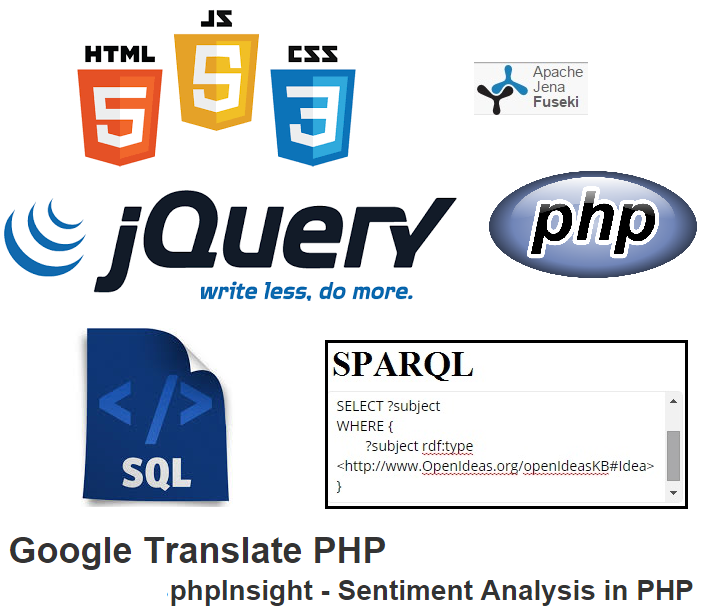 JS
HTML
CSS
5
5
3
Apache
Jena
Fuseki
jQuery
write less, do more.
php
</>
SQL
SPARQL
SELECT ?subject
WHERE {
?subject rdf:type
<http://www.OpenIdeas.org/openIdeasKB#Idea>
}
Google Translate PHP
phpInsight - Sentiment Analysis in PHP